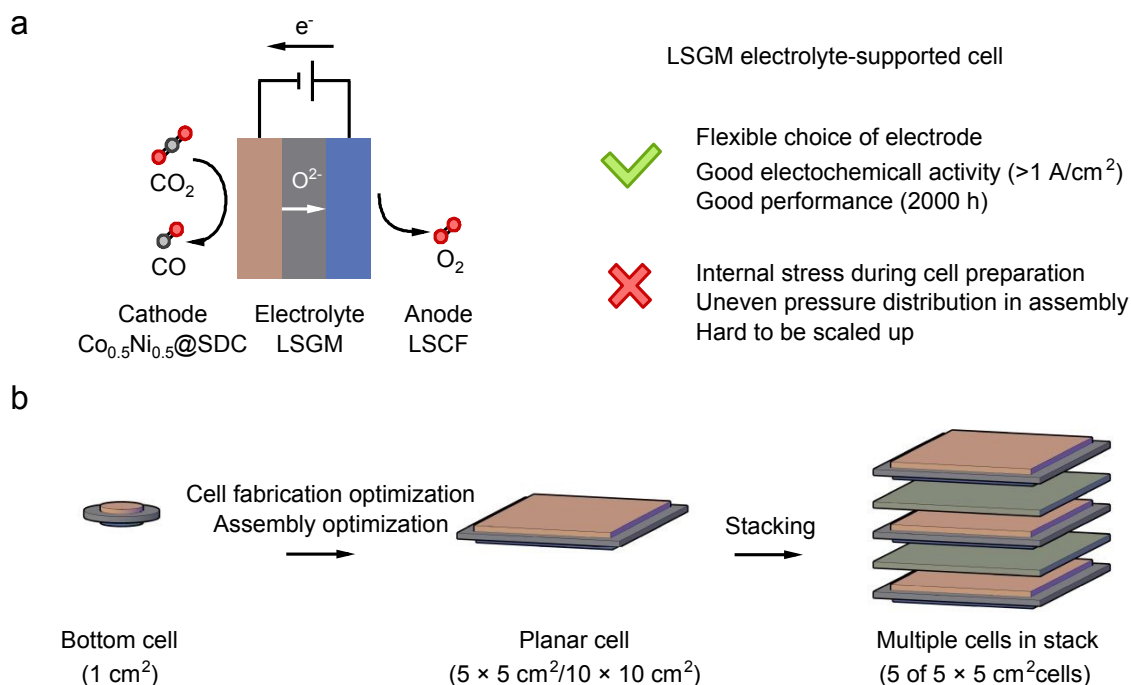 a
e⁻
LSGM electrolyte-supported cell
CO₂
O²⁻
CO
O₂
Cathode
Co₀.₅Ni₀.₅@SDC
Electrolyte
LSGM
Anode
LSCF
Flexible choice of electrode
Good electochemicall activity (>1 A/cm²)
Good performance (2000 h)
Internal stress during cell preparation
Uneven pressure distribution in assembly
Hard to be scaled up
b
Cell fabrication optimization
Assembly optimization
Stacking
Bottom cell
(1 cm²)
Planar cell
(5 × 5 cm²/10 × 10 cm²)
Multiple cells in stack
(5 of 5 × 5 cm²cells)